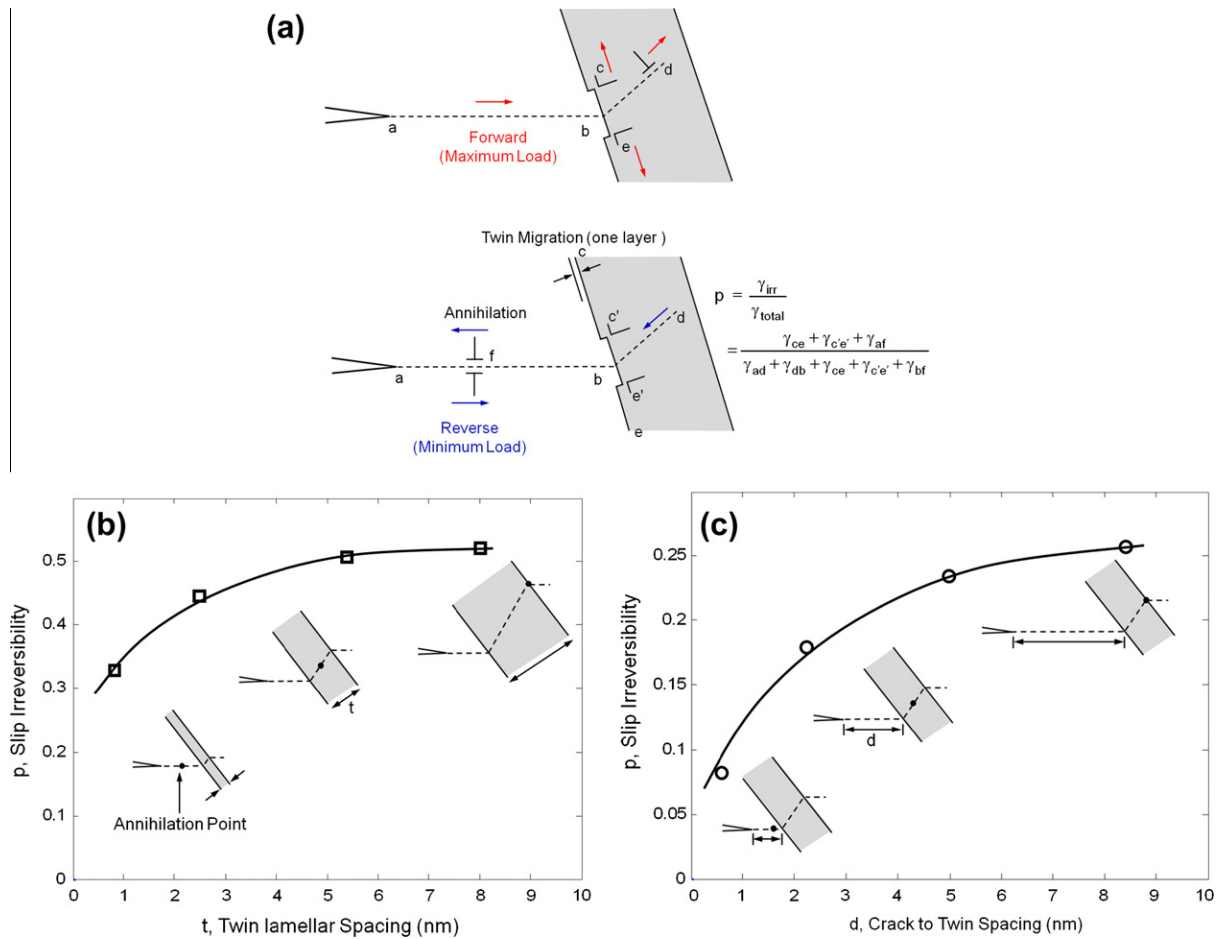 (a)
c
d
a
b
e
Forward
(Maximum Load)
Twin Migration (one layer )
c
Annihilation
c'
d
f
a
b
e'
e
Reverse
(Minimum Load)
p = γirr / γtotal
= γce + γc'e' + γaf / γad + γdb + γce + γc'e' + γbf
(b)
p, Slip Irreversibility
0.5
0.4
0.3
0.2
0.1
0
t
Annihilation Point
0 1 2 3 4 5 6 7 8 9 10
t, Twin lamellar Spacing (nm)
(c)
p, Slip Irreversibility
0.25
0.2
0.15
0.1
0.05
0
d
0 1 2 3 4 5 6 7 8 9 10
d, Crack to Twin Spacing (nm)